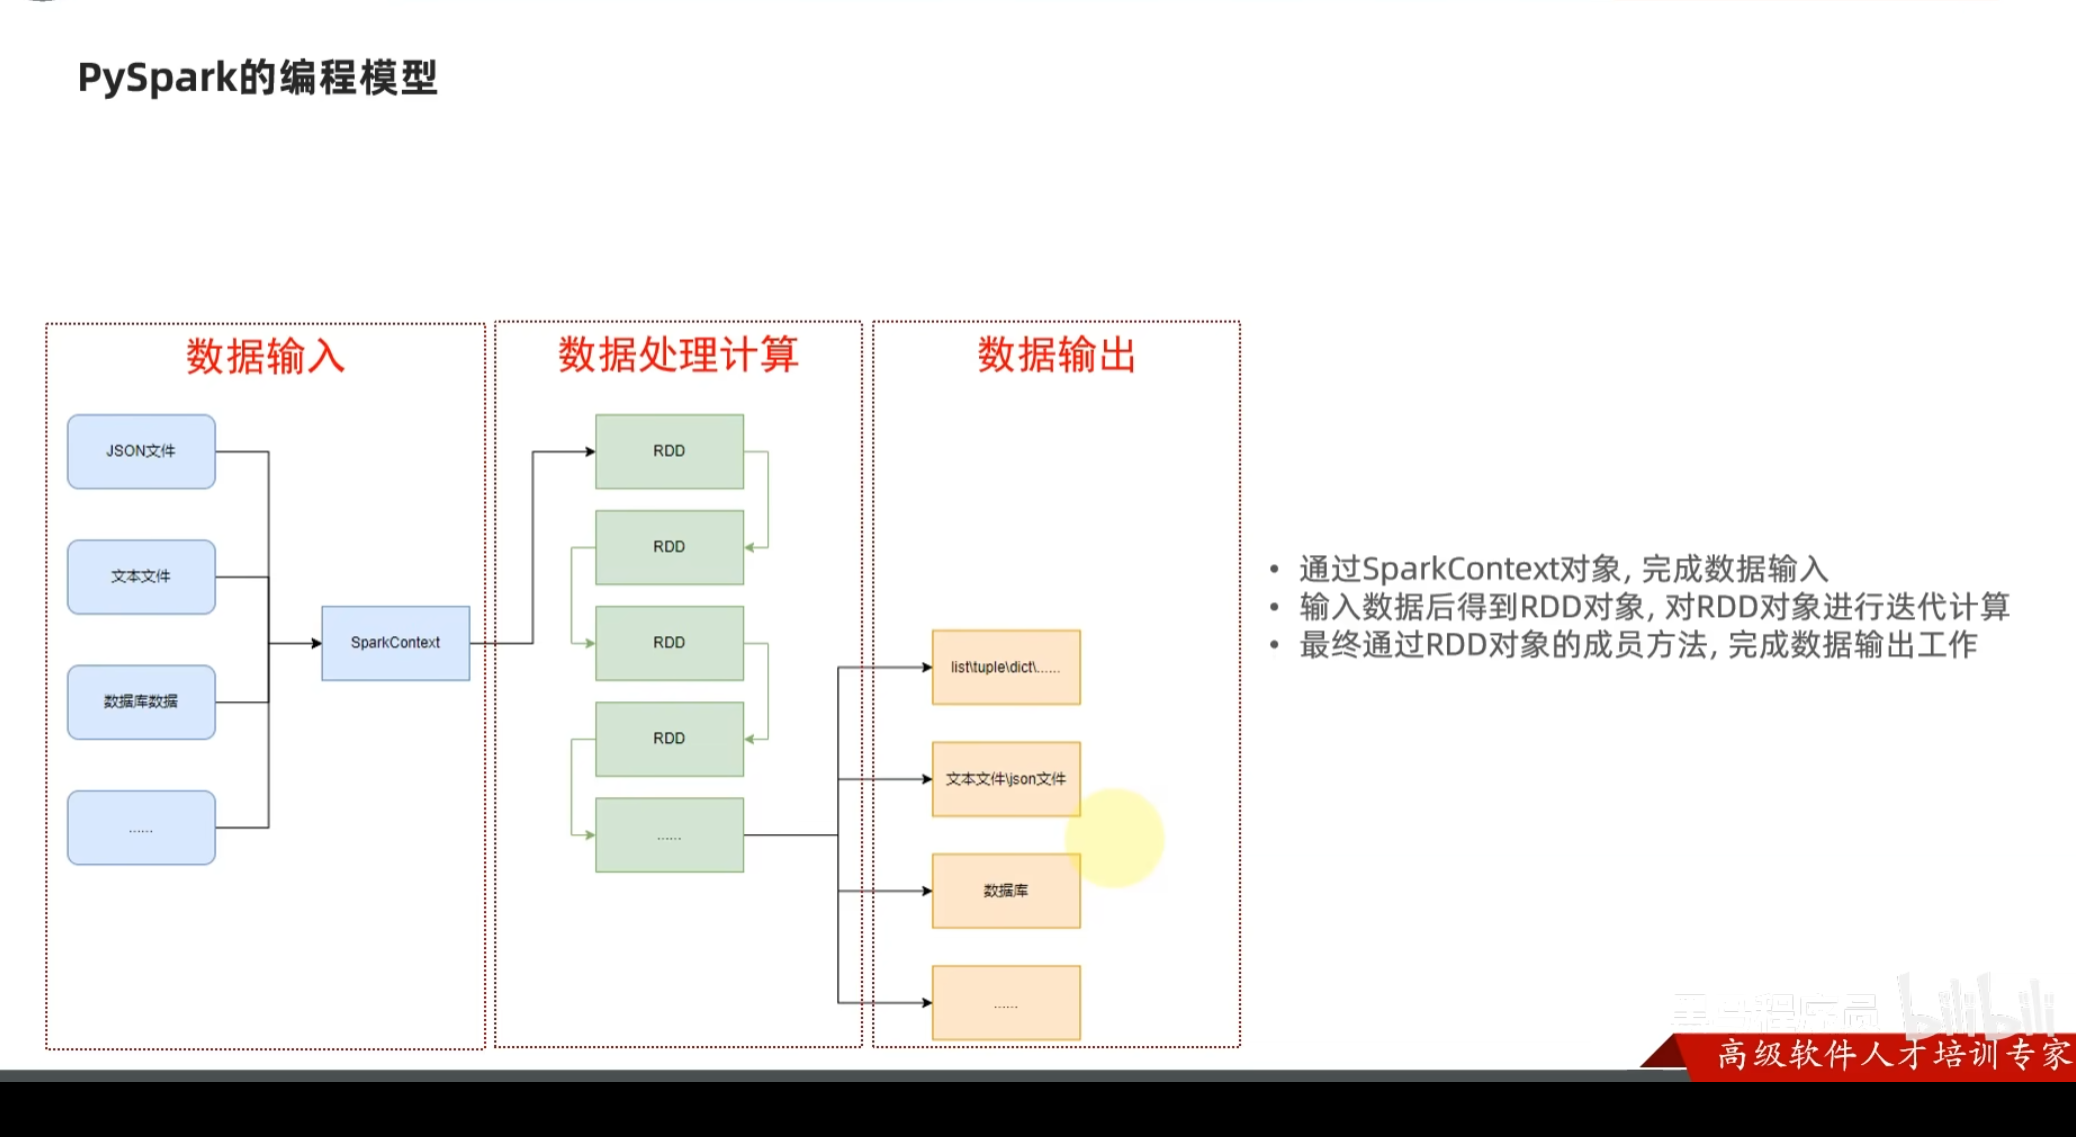 PySpark的编程模型
数据输入
JSON文件
文本文件
数据库数据
......
SparkContext
数据处理计算
RDD
RDD
RDD
RDD
......
数据输出
list\tuple\dict\......
文本文件\json文件
数据库
......
• 通过SparkContext对象, 完成数据输入
• 输入数据后得到RDD对象, 对RDD对象进行迭代计算
• 最终通过RDD对象的成员方法, 完成数据输出工作
黑马程序员 bilibili
高级软件人才培训专家